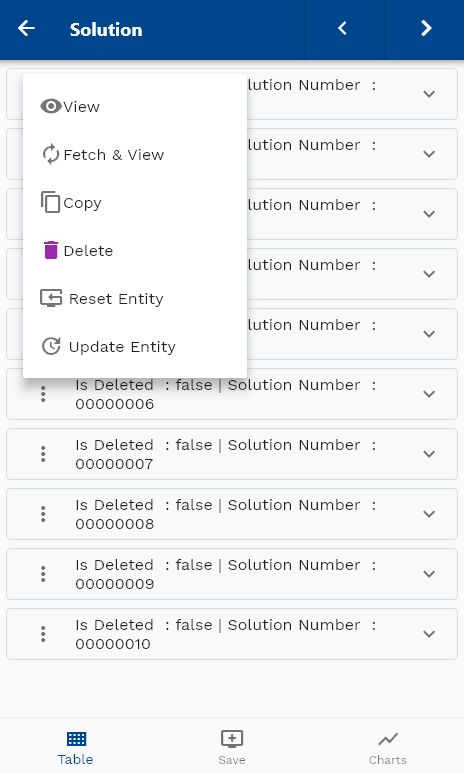 Solution
lution Number :
View
lution Number :
Fetch & View
Copy
lution Number :
Delete
lution Number :
Reset Entity
lution Number :
Update Entity
Is Deleted : false | Solution Number :
00000006
Is Deleted : false | Solution Number :
00000007
Is Deleted : false | Solution Number :
00000008
Is Deleted : false | Solution Number :
00000009
Is Deleted : false | Solution Number :
00000010
Table
Save
Charts